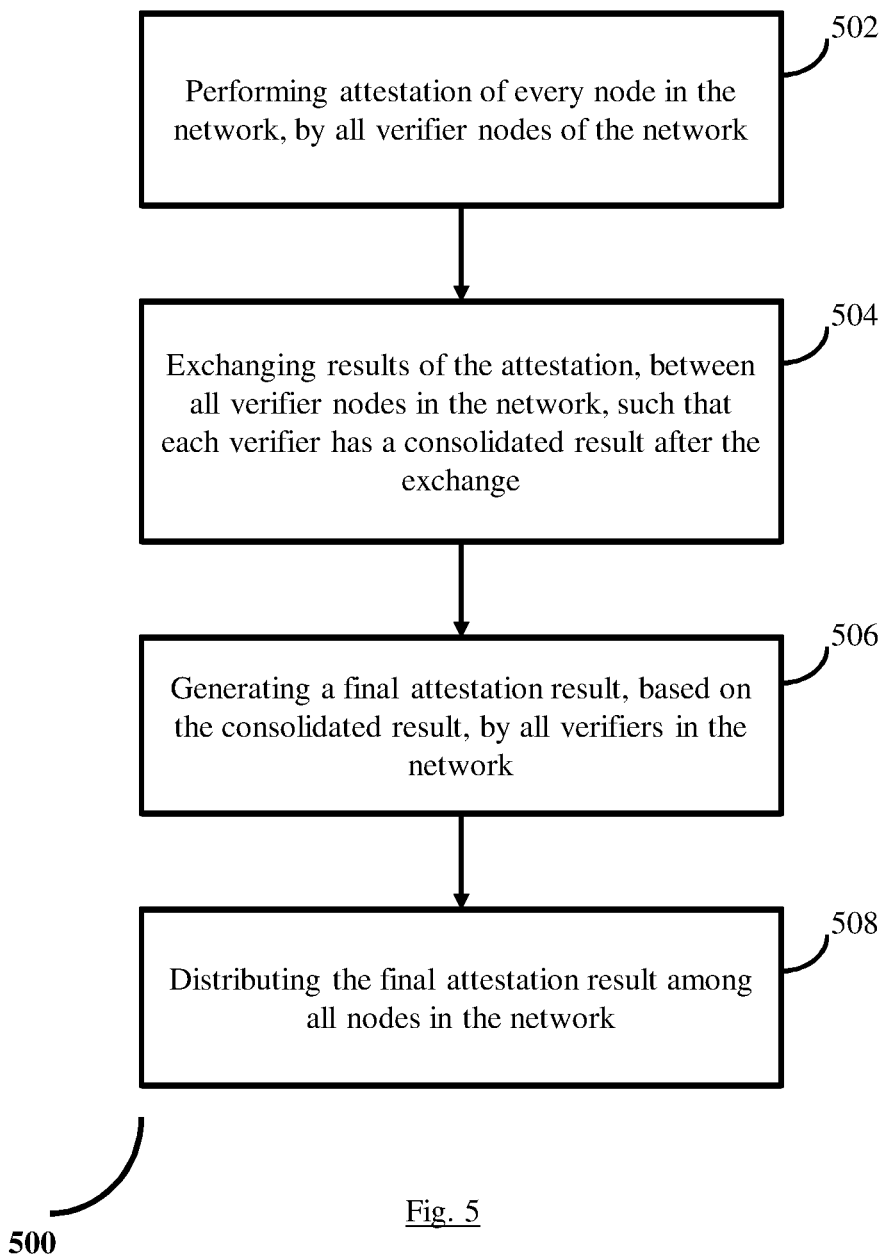 502
Performing attestation of every node in the
network, by all verifier nodes of the network
504
Exchanging results of the attestation, between
all verifier nodes in the network, such that
each verifier has a consolidated result after the
exchange
506
Generating a final attestation result, based on
the consolidated result, by all verifiers in the
network
508
Distributing the final attestation result among
all nodes in the network
Fig. 5
500